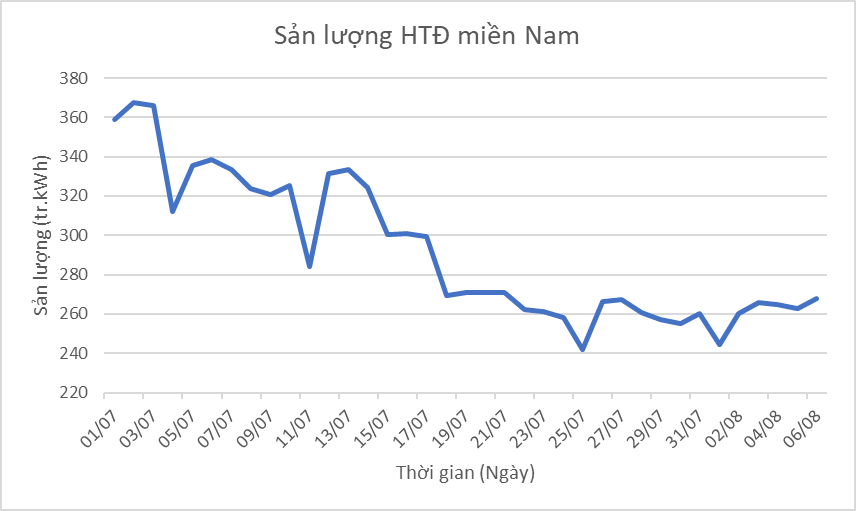 Sản lượng HTĐ miền Nam
380
360
340
320
300
280
260
240
220
Sản lượng (tr.kWh)
01/07 03/07 05/07 07/07 09/07 11/07 13/07 15/07 17/07 19/07 21/07 23/07 25/07 27/07 29/07 31/07 02/08 04/08 06/08
Thời gian (Ngày)